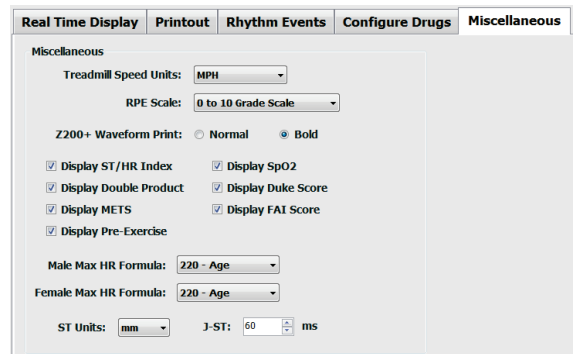 Real Time Display Printout Rhythm Events Configure Drugs Miscellaneous
Miscellaneous
Treadmill Speed Units: MPH
RPE Scale: 0 to 10 Grade Scale
Z200+ Waveform Print: Normal Bold
Display ST/HR Index Display SpO2
Display Double Product Display Duke Score
Display METS Display FAI Score
Display Pre-Exercise
Male Max HR Formula: 220 - Age
Female Max HR Formula: 220 - Age
ST Units: mm J-ST: 60 ms